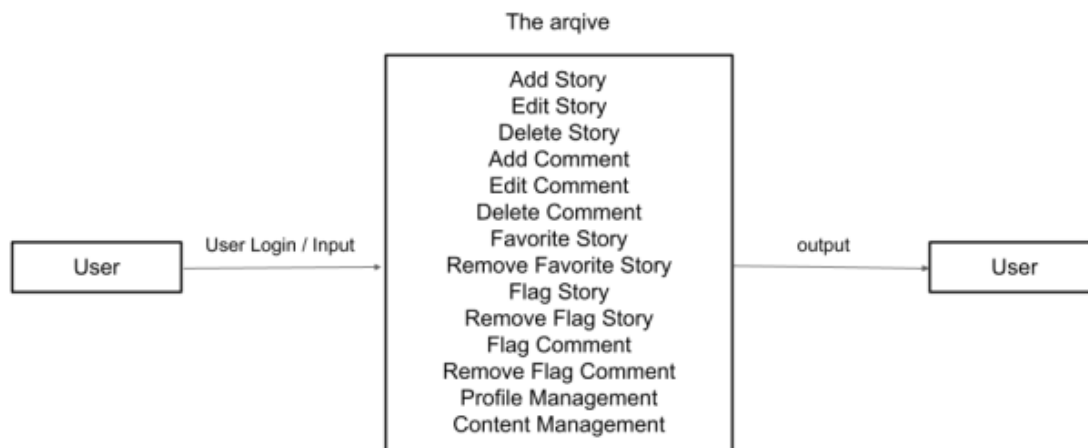 The arqive
Add Story
Edit Story
Delete Story
Add Comment
Edit Comment
Delete Comment
Favorite Story
Remove Favorite Story
Flag Story
Remove Flag Story
Flag Comment
Remove Flag Comment
Profile Management
Content Management
User
User Login / Input
output
User